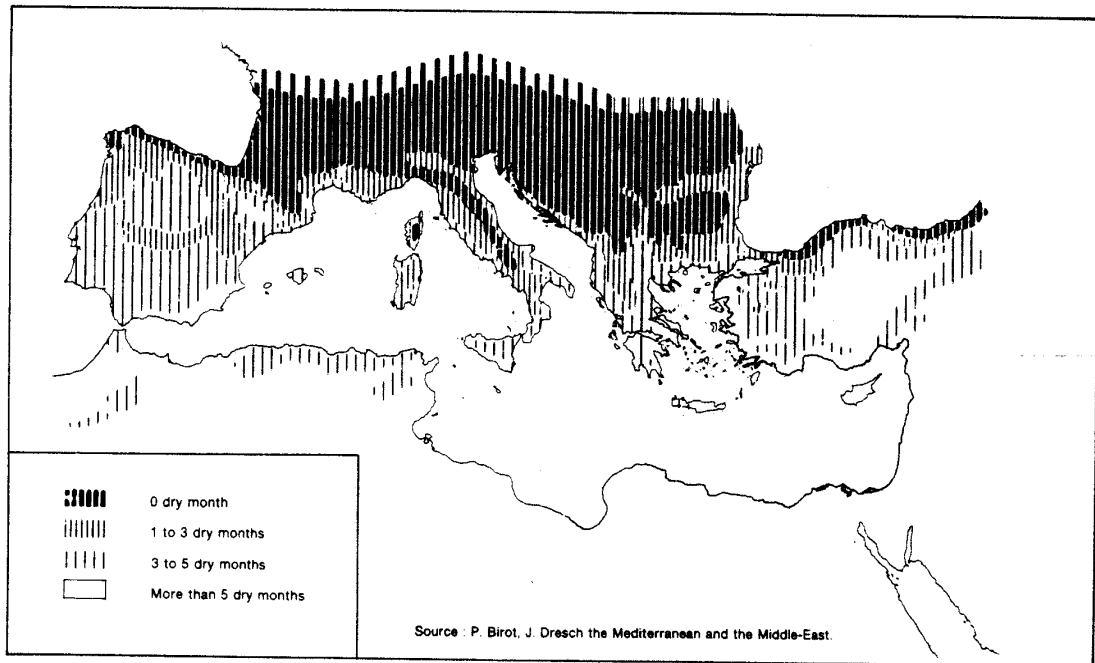 0 dry month
1 to 3 dry months
3 to 5 dry months
More than 5 dry months
Source : P. Birot, J. Dresch the Mediterranean and the Middle-East.